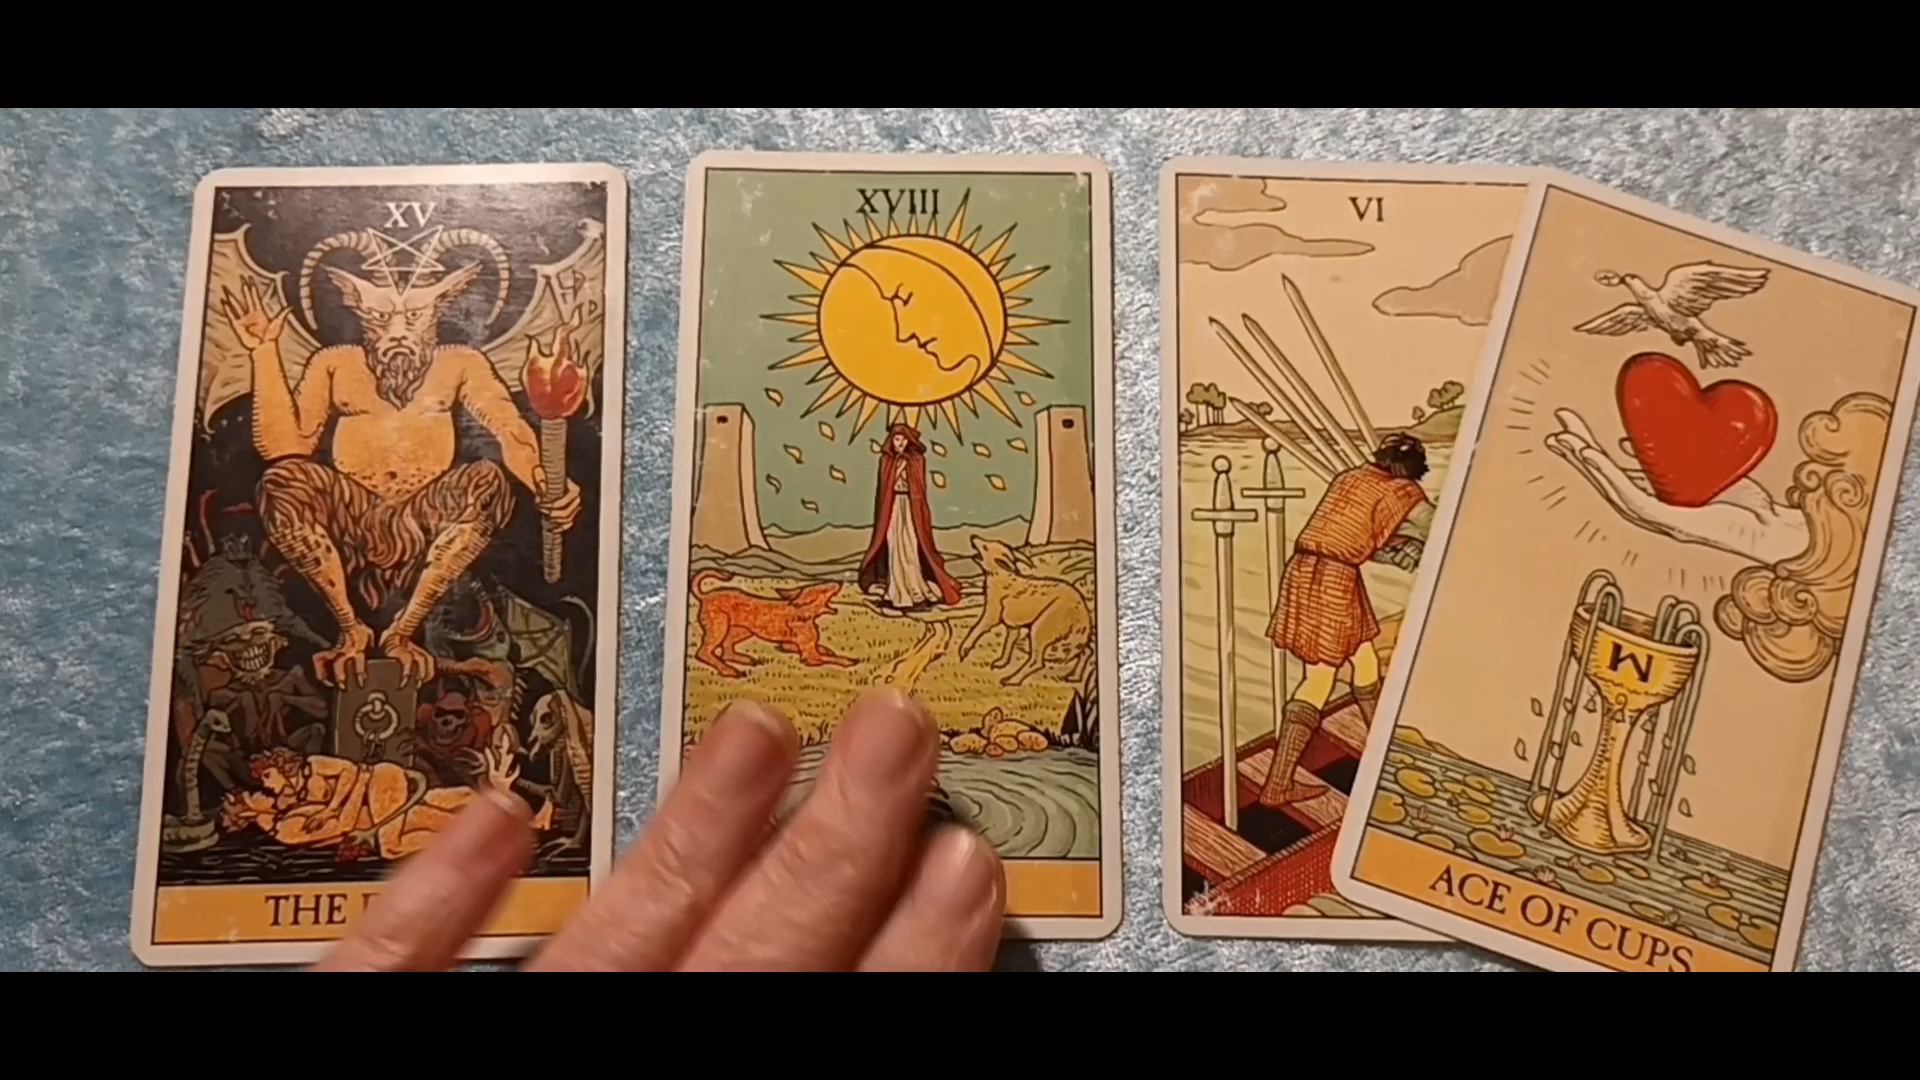 XV
THE
XVIII
VI
M
ACE OF CUPS